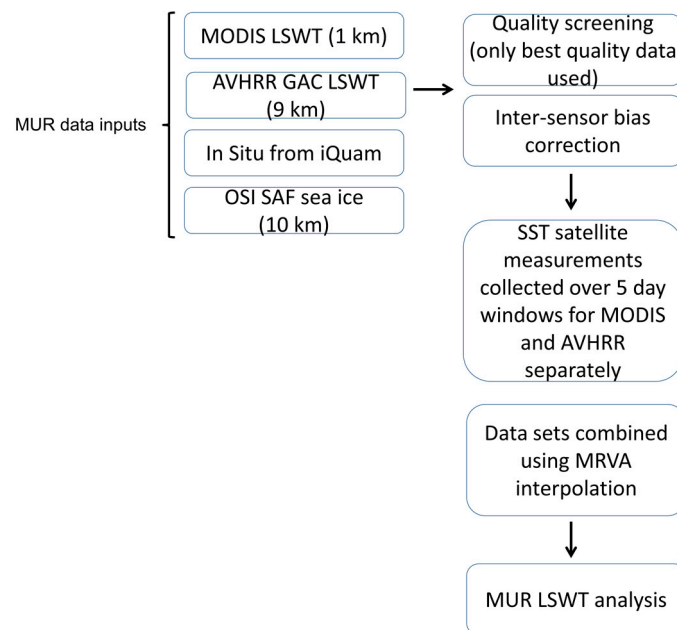 MUR data inputs
MODIS LSWT (1 km)
AVHRR GAC LSWT
(9 km)
In Situ from iQuam
OSI SAF sea ice
(10 km)
Quality screening
(only best quality data
used)
Inter-sensor bias
correction
SST satellite
measurements
collected over 5 day
windows for MODIS
and AVHRR
separately
Data sets combined
using MRVA
interpolation
MUR LSWT analysis